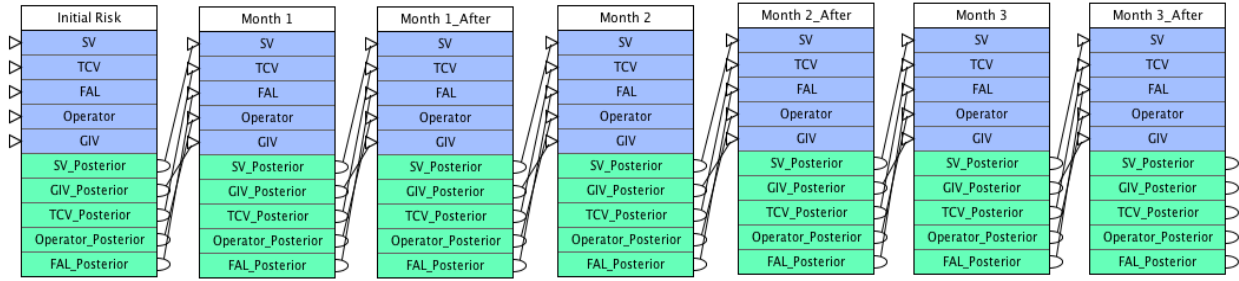 Initial Risk
SV
TCV
FAL
Operator
GIV
SV_Posterior
GIV_Posterior
TCV_Posterior
Operator_Posterior
FAL_Posterior
Month 1
SV
TCV
FAL
Operator
GIV
SV_Posterior
GIV_Posterior
TCV_Posterior
Operator_Posterior
FAL_Posterior
Month 1_After
SV
TCV
FAL
Operator
GIV
SV_Posterior
GIV_Posterior
TCV_Posterior
Operator_Posterior
FAL_Posterior
Month 2
SV
TCV
FAL
Operator
GIV
SV_Posterior
GIV_Posterior
TCV_Posterior
Operator_Posterior
FAL_Posterior
Month 2_After
SV
TCV
FAL
Operator
GIV
SV_Posterior
GIV_Posterior
TCV_Posterior
Operator_Posterior
FAL_Posterior
Month 3
SV
TCV
FAL
Operator
GIV
SV_Posterior
GIV_Posterior
TCV_Posterior
Operator_Posterior
FAL_Posterior
Month 3_After
SV
TCV
FAL
Operator
GIV
SV_Posterior
GIV_Posterior
TCV_Posterior
Operator_Posterior
FAL_Posterior